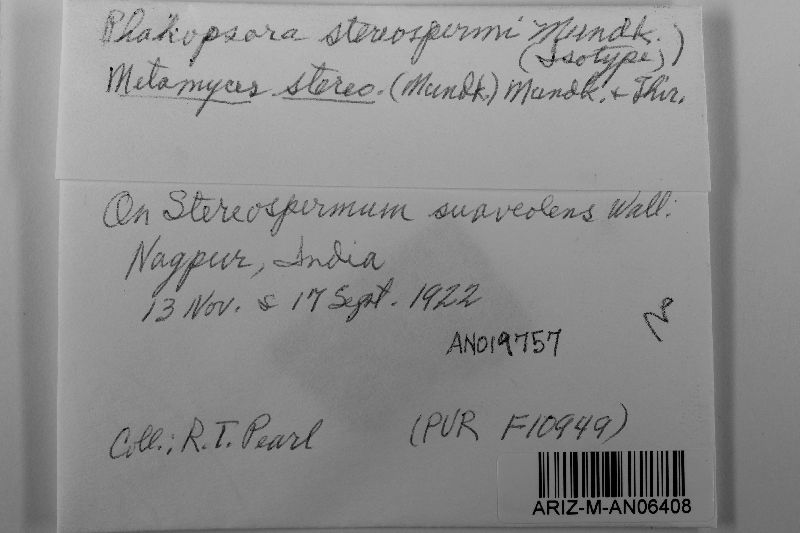 Phakopsora stereospermi Mundk.
(Isotype)
Metamyces stereo. (Mundk.) Mundk. & Thir.
On Stereospermum suaveolens Wall.
Nagpur, India
13 Nov. & 17 Sept. 1922
AN019757
Coll.; R.T. Pearl (PUR F10949)
ARIZ-M-AN06408